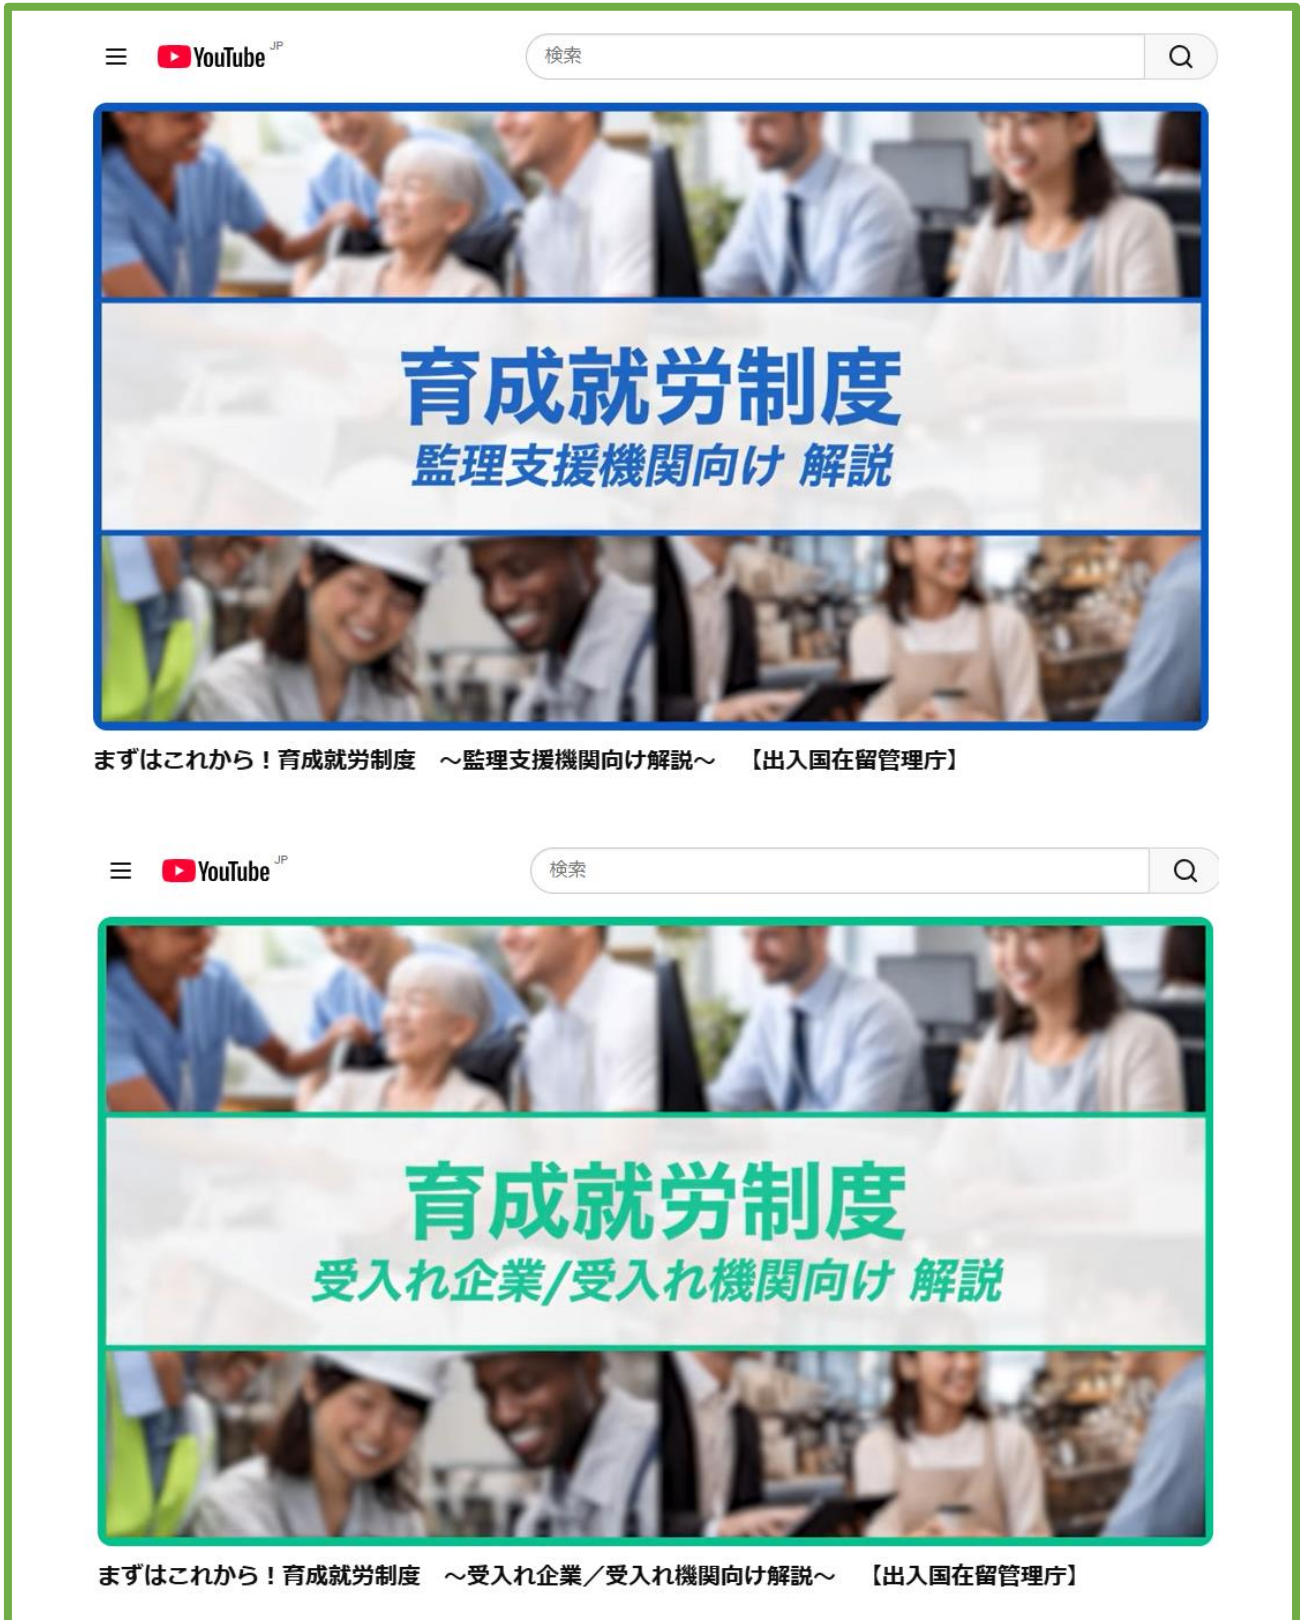 YouTube JP
検索
育成就労制度
監理支援機関向け 解説
まずはこれから！育成就労制度　～監理支援機関向け解説～　【出入国在留管理庁】
YouTube JP
検索
育成就労制度
受入れ企業/受入れ機関向け 解説
まずはこれから！育成就労制度　～受入れ企業／受入れ機関向け解説～　【出入国在留管理庁】